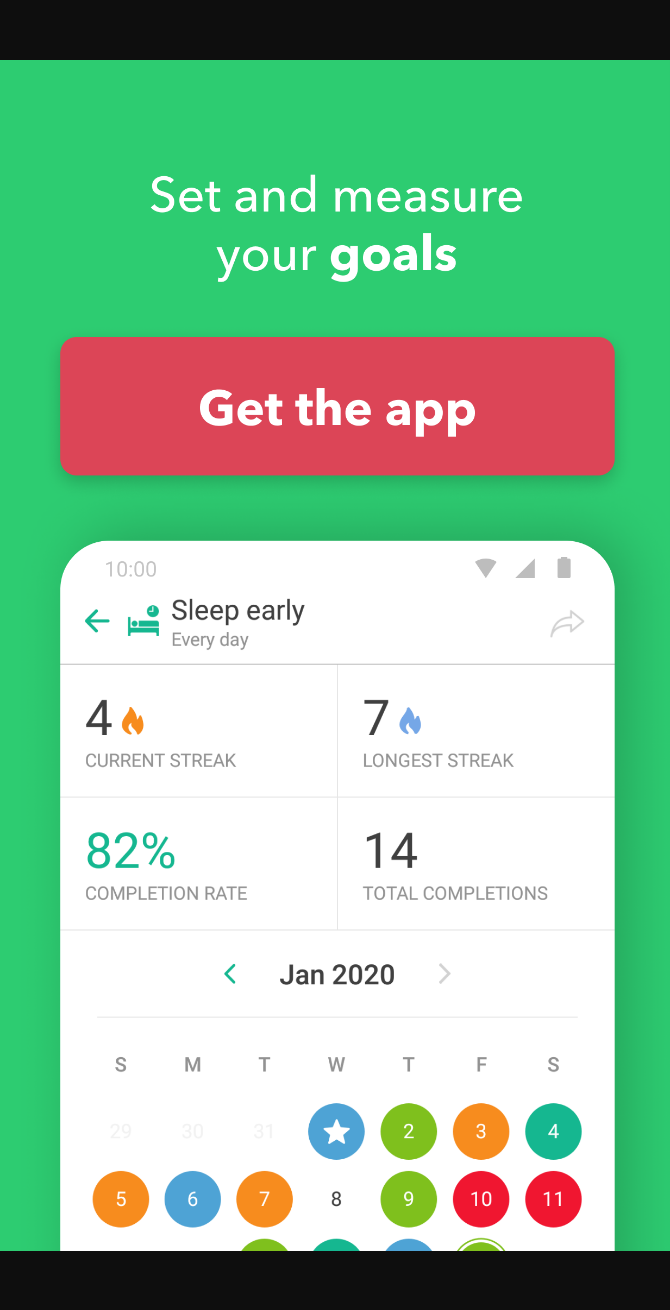 Set and measure
your goals
Get the app
10:00
Sleep early
Every day
4 7
CURRENT STREAK LONGEST STREAK
82% 14
COMPLETION RATE TOTAL COMPLETIONS
Jan 2020
S M T W T F S
29 30 31 2 3 4
5 6 7 8 9 10 11